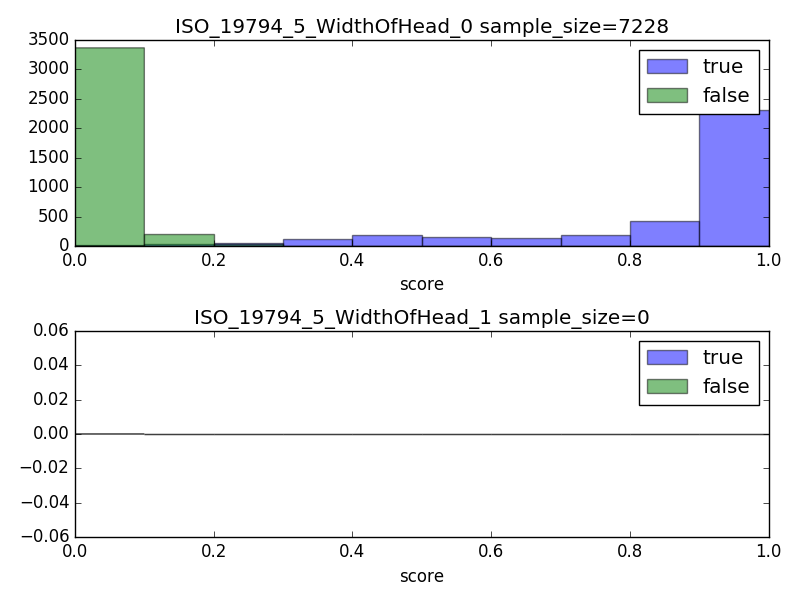 ISO_19794_5_WidthOfHead_0 sample_size=7228
3500
3000
2500
2000
1500
1000
500
0
true
false
0.0 0.2 0.4 0.6 0.8 1.0
score
ISO_19794_5_WidthOfHead_1 sample_size=0
0.06
0.04
0.02
0.00
−0.02
−0.04
−0.06
true
false
0.0 0.2 0.4 0.6 0.8 1.0
score